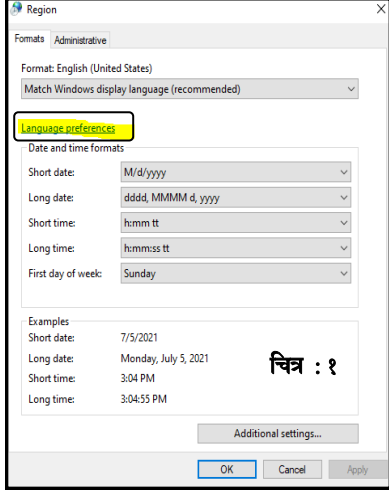 Region
Formats Administrative
Format: English (United States)
Match Windows display language (recommended)
Language preferences
Date and time formats
Short date: M/d/yyyy
Long date: dddd, MMMM d, yyyy
Short time: h:mm tt
Long time: h:mm:ss tt
First day of week: Sunday
Examples
Short date: 7/5/2021
Long date: Monday, July 5, 2021
Short time: 3:04 PM
Long time: 3:04:55 PM
चित्र : १
Additional settings...
OK Cancel Apply